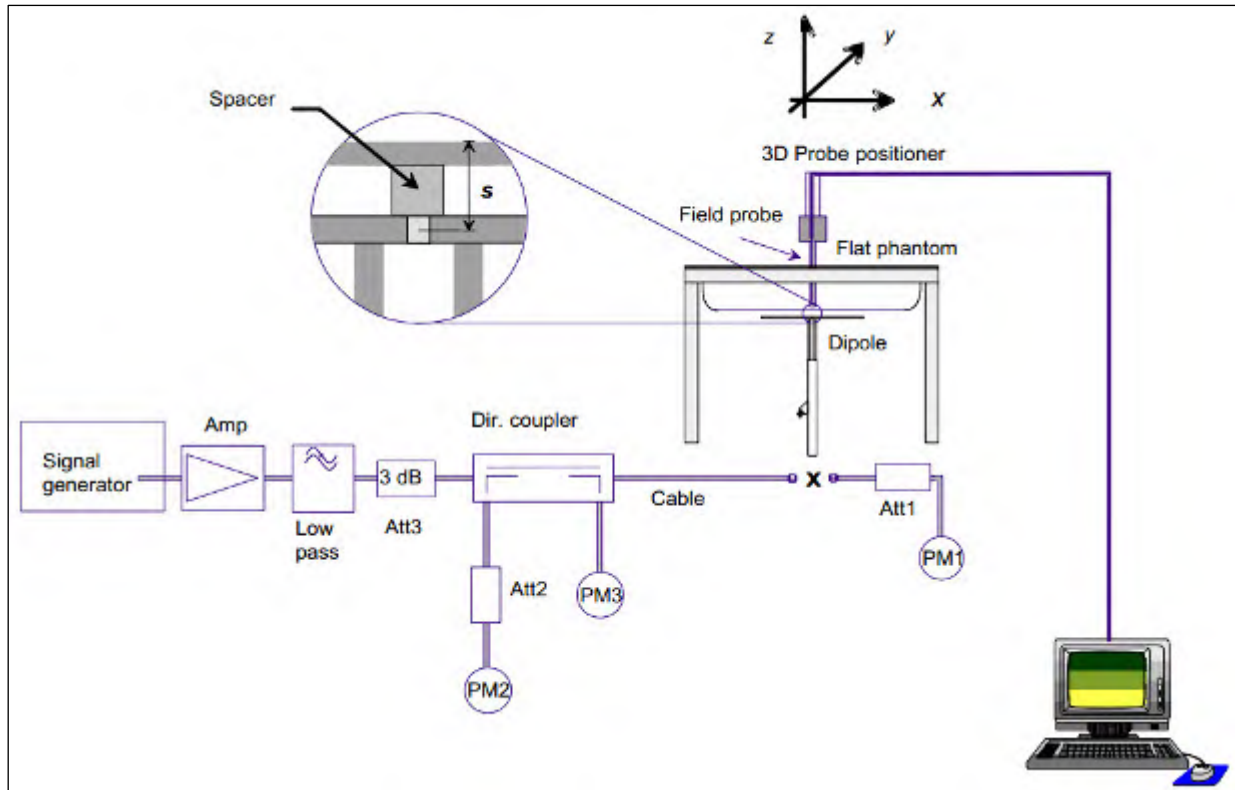 z
y
x
Spacer
s
3D Probe positioner
Field probe
Flat phantom
Dipole
Dir. coupler
Amp
Signal
generator
3 dB
Cable
x
Att1
Low
pass
Att3
Att2
PM3
PM1
PM2